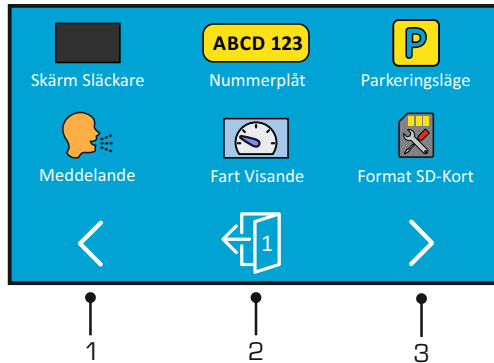 ABCD 123
P
Skärm Släckare
Nummerplåt
Parkeringsläge
Meddelande
Fart Visande
Format SD-Kort
1
1
2
3